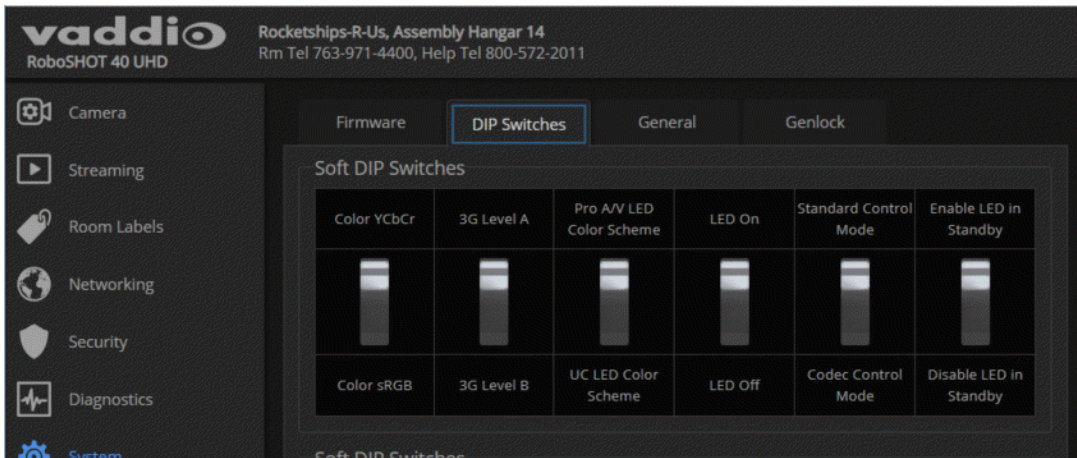 vaddio
RoboSHOT 40 UHD
Rocketships-R-Us, Assembly Hangar 14
Rm Tel 763-971-4400, Help Tel 800-572-2011
Camera
Streaming
Room Labels
Networking
Security
Diagnostics
System
Firmware
DIP Switches
General
Genlock
Soft DIP Switches
Color YCbCr
3G Level A
Pro A/V LED
Color Scheme
LED On
Standard Control
Mode
Enable LED in
Standby
Color sRGB
3G Level B
UC LED Color
Scheme
LED Off
Codec Control
Mode
Disable LED in
Standby
Soft DIP Switches